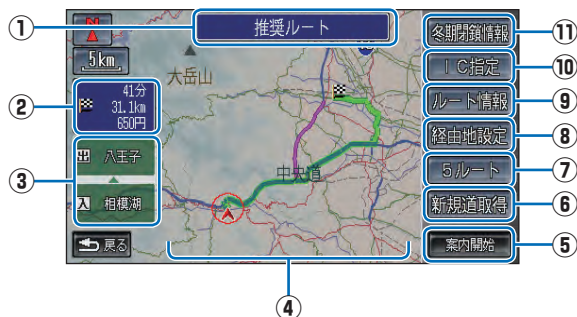 ① 推奨ルート
N
.5km
大岳山
② 41分
31.1km
650円
③ 出 八王子
入 相模湖
中央道
戻る
④
冬期閉鎖情報 ⑪
IC指定 ⑩
ルート情報 ⑨
経由地設定 ⑧
5ルート ⑦
新規道取得 ⑥
案内開始 ⑤